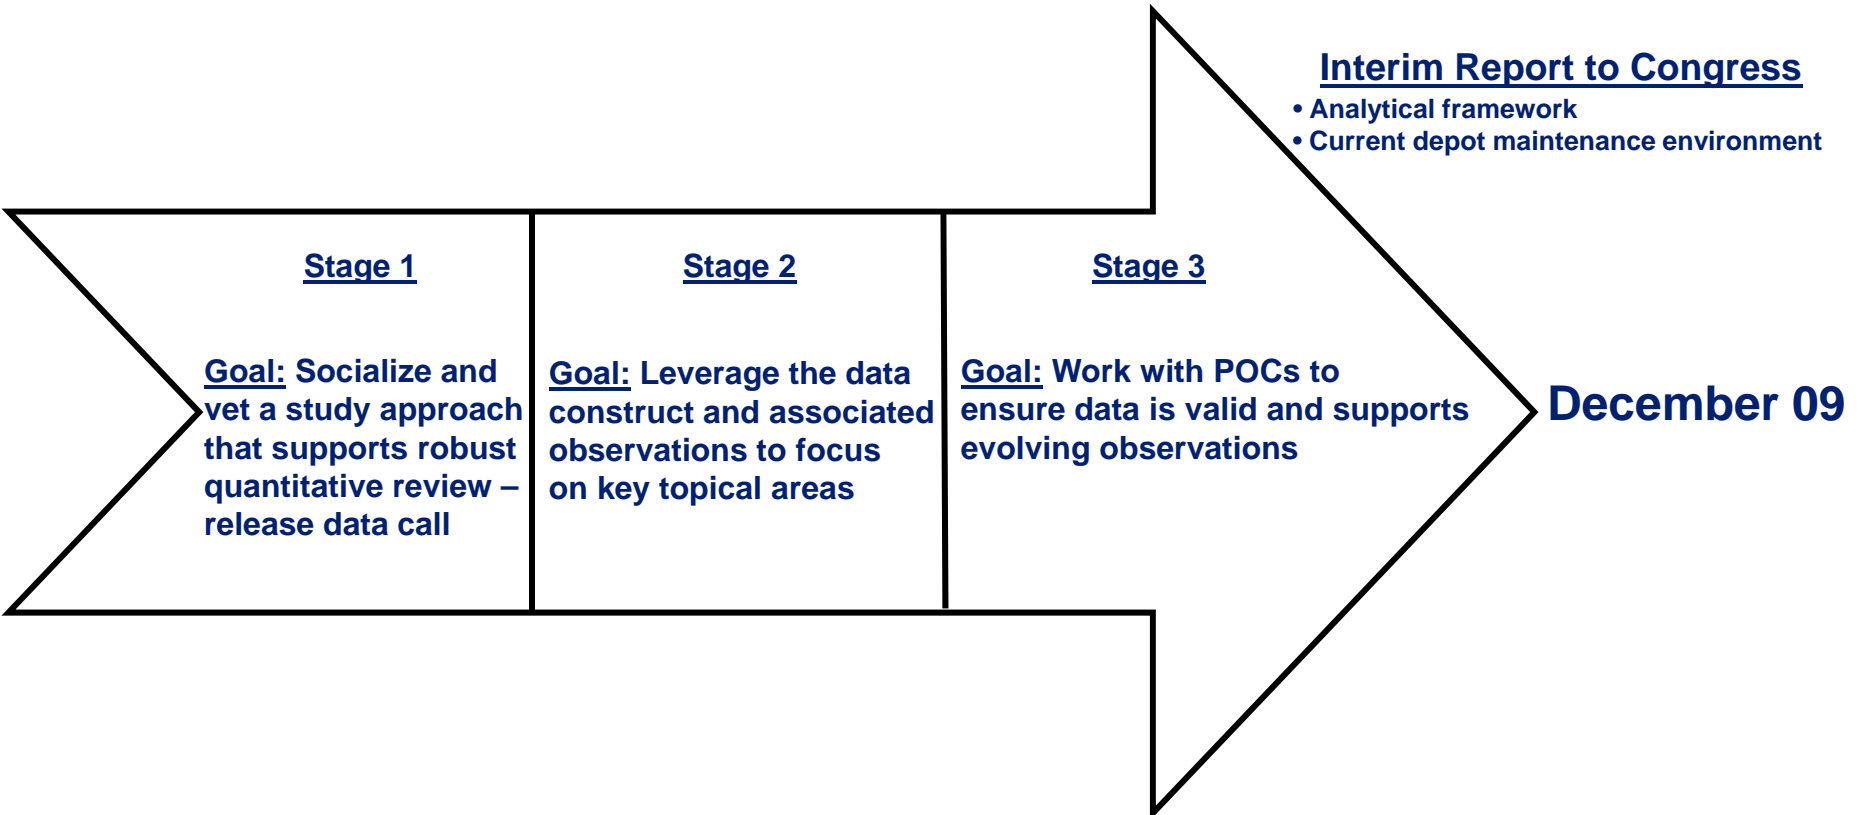 Interim Report to Congress
• Analytical framework
• Current depot maintenance environment
Stage 1
Goal: Socialize and
vet a study approach
that supports robust
quantitative review –
release data call
Stage 2
Goal: Leverage the data
construct and associated
observations to focus
on key topical areas
Stage 3
Goal: Work with POCs to
ensure data is valid and supports
evolving observations
December 09